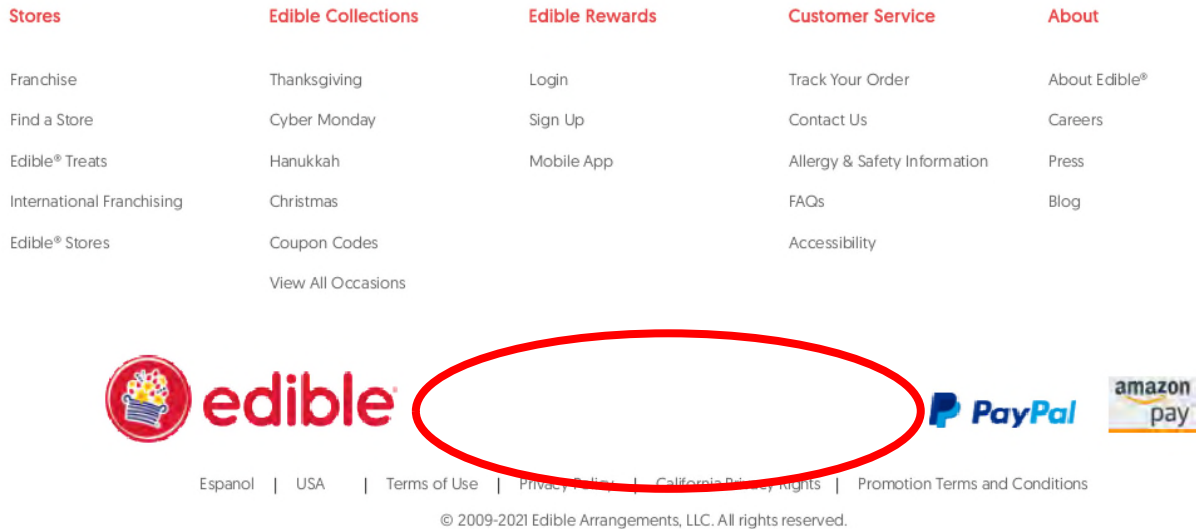 Stores Edible Collections Edible Rewards Customer Service About
Franchise Thanksgiving Login Track Your Order About Edible®
Find a Store Cyber Monday Sign Up Contact Us Careers
Edible® Treats Hanukkah Mobile App Allergy & Safety Information Press
International Franchising Christmas FAQs Blog
Edible® Stores Coupon Codes Accessibility
View All Occasions
edible PayPal amazon pay
Espanol | USA | Terms of Use | Privacy Policy | California Privacy Rights | Promotion Terms and Conditions
© 2009-2021 Edible Arrangements, LLC. All rights reserved.